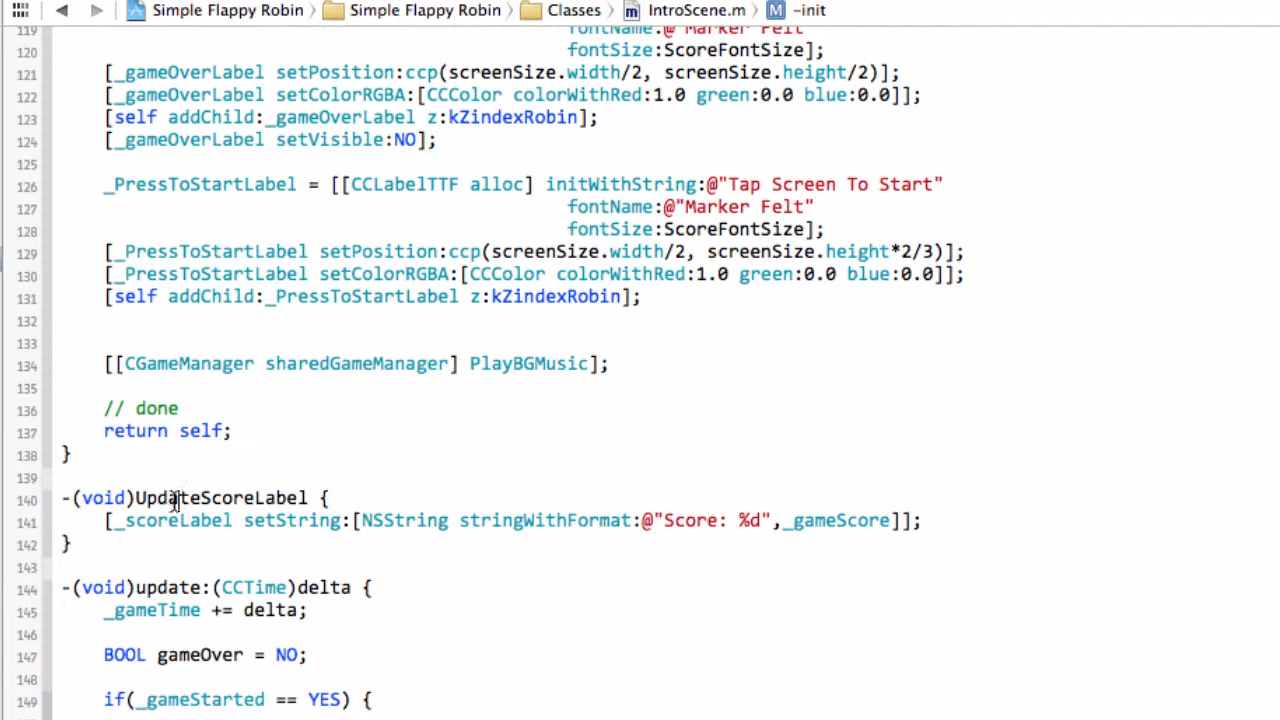 Simple Flappy Robin Simple Flappy Robin Classes m IntroScene.m M -init
119 fontName:@"Marker Felt"
120 fontSize:ScoreFontSize];
121 [_gameOverLabel setPosition:ccp(screenSize.width/2, screenSize.height/2)];
122 [_gameOverLabel setColorRGBA:[CCColor colorWithRed:1.0 green:0.0 blue:0.0]];
123 [self addChild:_gameOverLabel z:kZindexRobin];
124 [_gameOverLabel setVisible:NO];
125
126 _PressToStartLabel = [[CCLabelTTF alloc] initWithString:@"Tap Screen To Start"
127 fontName:@"Marker Felt"
128 fontSize:ScoreFontSize];
129 [_PressToStartLabel setPosition:ccp(screenSize.width/2, screenSize.height*2/3)];
130 [_PressToStartLabel setColorRGBA:[CCColor colorWithRed:1.0 green:0.0 blue:0.0]];
131 [self addChild:_PressToStartLabel z:kZindexRobin];
132
133
134 [[CGameManager sharedGameManager] PlayBGMusic];
135
136 // done
137 return self;
138 }
139
140 -(void)UpdateScoreLabel {
141 [_scoreLabel setString:[NSString stringWithFormat:@"Score: %d",_gameScore]];
142 }
143
144 -(void)update:(CCTime)delta {
145 _gameTime += delta;
146
147 BOOL gameOver = NO;
148
149 if(_gameStarted == YES) {